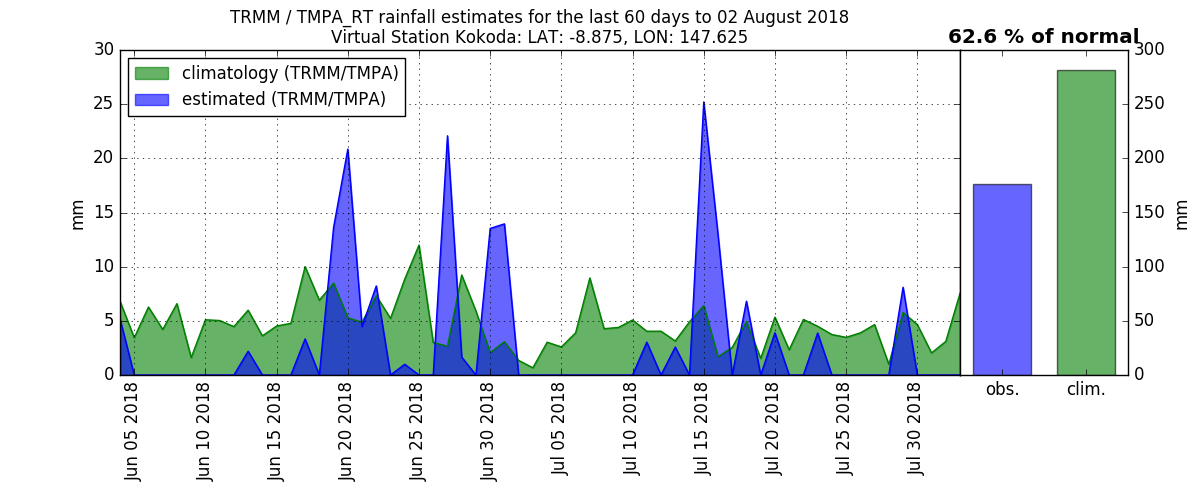 TRMM / TMPA_RT rainfall estimates for the last 60 days to 02 August 2018
Virtual Station Kokoda: LAT: -8.875, LON: 147.625
62.6 % of normal
climatology (TRMM/TMPA)
estimated (TRMM/TMPA)
30
25
20
15
10
5
0
mm
Jun 05 2018
Jun 10 2018
Jun 15 2018
Jun 20 2018
Jun 25 2018
Jun 30 2018
Jul 05 2018
Jul 10 2018
Jul 15 2018
Jul 20 2018
Jul 25 2018
Jul 30 2018
obs.
clim.
300
250
200
150
100
50
0
mm